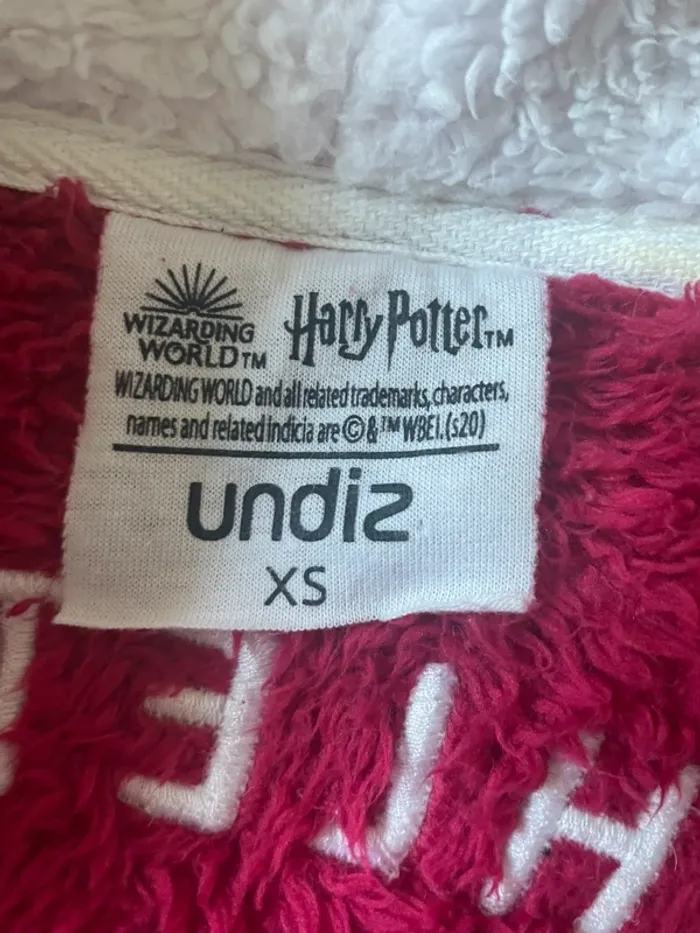 WIZARDING
WORLD™
Harry Potter™
WIZARDING WORLD and all related trademarks, characters,
names and related indicia are © & ™ WBEI. (s20)
undiz
XS